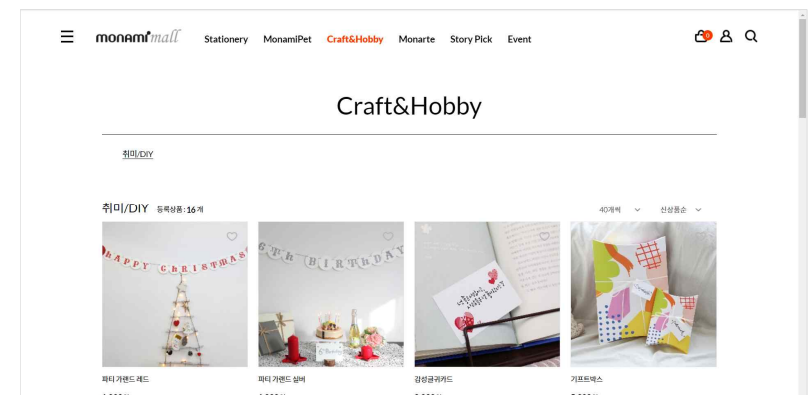 monami mall Stationery MonamiPet Craft&Hobby Monarte Story Pick Event 0
Craft&Hobby
취미/DIY
취미/DIY 등록상품 : 16 개 40개씩 신상품순
HAPPY CHRISTMAS
6TH BIRTHDAY
파티 가랜드 레드 파티 가랜드 실버 감성글귀카드 기프트박스